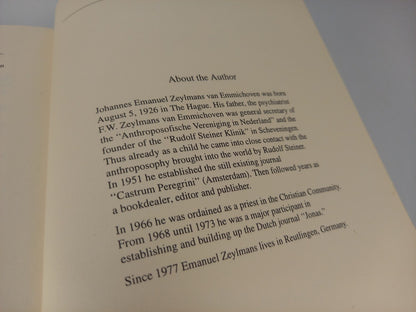 About the Author
Johannes Emanuel Zeylmans van Emmichoven was born
August 5, 1926 in The Hague. His father, the psychiatrist
F.W. Zeylmans van Emmichoven was general secretary of
the "Anthroposofische Vereniging in Nederland" and the
founder of the "Rudolf Steiner Klinik" in Scheveningen.
Thus already as a child he came into close contact with the
anthroposophy brought into the world by Rudolf Steiner.
In 1951 he established the still existing journal
"Castrum Peregrini" (Amsterdam). Then followed years as
a bookdealer, editor and publisher.
In 1966 he was ordained as a priest in the Christian Community.
From 1968 until 1973 he was a major participant in
establishing and building up the Dutch journal "Jonas."
Since 1977 Emanuel Zeylmans lives in Reutlingen, Germany.